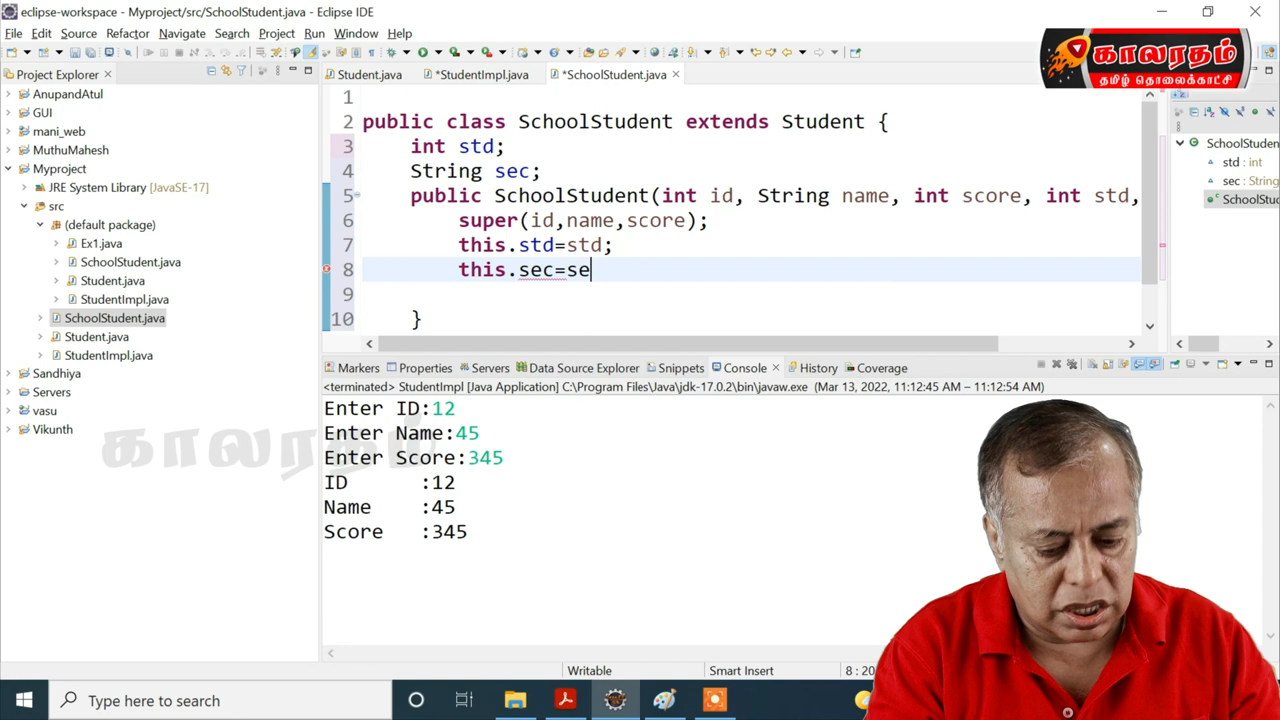 eclipse-workspace - Myproject/src/SchoolStudent.java - Eclipse IDE
File Edit Source Refactor Navigate Search Project Run Window Help
காலரதம்
தமிழ் தொலைக்காட்சி
Project Explorer
Student.java *StudentImpl.java *SchoolStudent.java
AnupandAtul
GUI
mani_web
MuthuMahesh
Myproject
JRE System Library [JavaSE-17]
src
(default package)
Ex1.java
SchoolStudent.java
Student.java
StudentImpl.java
SchoolStudent.java
Student.java
StudentImpl.java
Sandhiya
Servers
vasu
Vikunth
காலரதம்
1
2 public class SchoolStudent extends Student {
3 int std;
4 String sec;
5 public SchoolStudent(int id, String name, int score, int std,
6 super(id,name,score);
7 this.std=std;
8 this.sec=se
9
10 }
SchoolStudent
std : int
sec : String
SchoolStu
Markers Properties Servers Data Source Explorer Snippets Console History Coverage
<terminated> StudentImpl [Java Application] C:\Program Files\Java\jdk-17.0.2\bin\javaw.exe (Mar 13, 2022, 11:12:45 AM – 11:12:54 AM)
Enter ID:12
Enter Name:45
Enter Score:345
ID :12
Name :45
Score :345
Writable Smart Insert 8 : 20
Type here to search